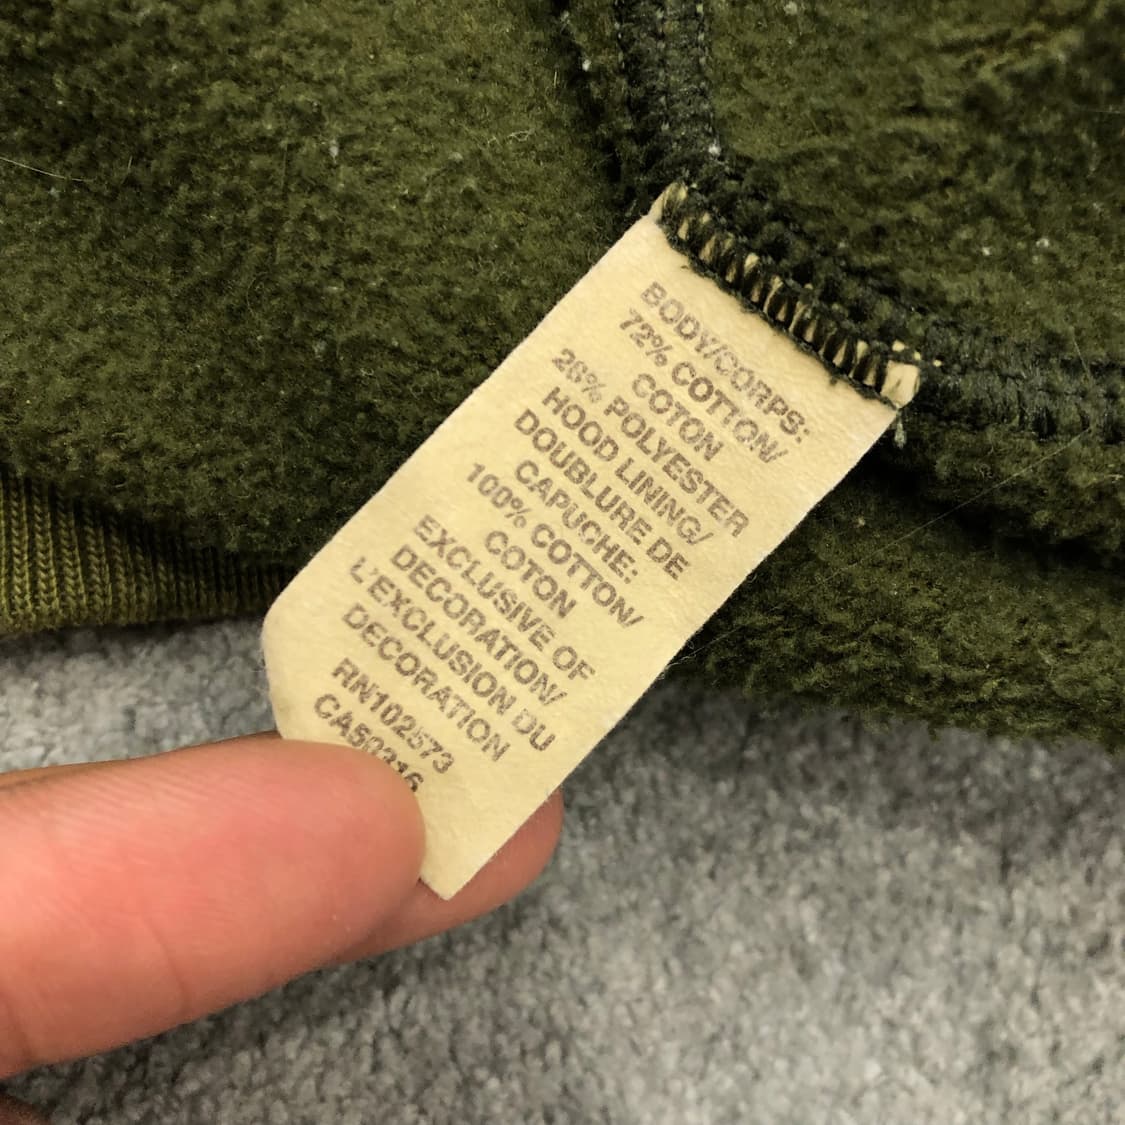 BODY/CORPS:
72% COTTON/
COTON
28% POLYESTER
HOOD LINING/
DOUBLURE DE
CAPUCHE:
100% COTTON/
COTON
EXCLUSIVE OF
DECORATION/
L'EXCLUSION DU
DECORATION
RN102573